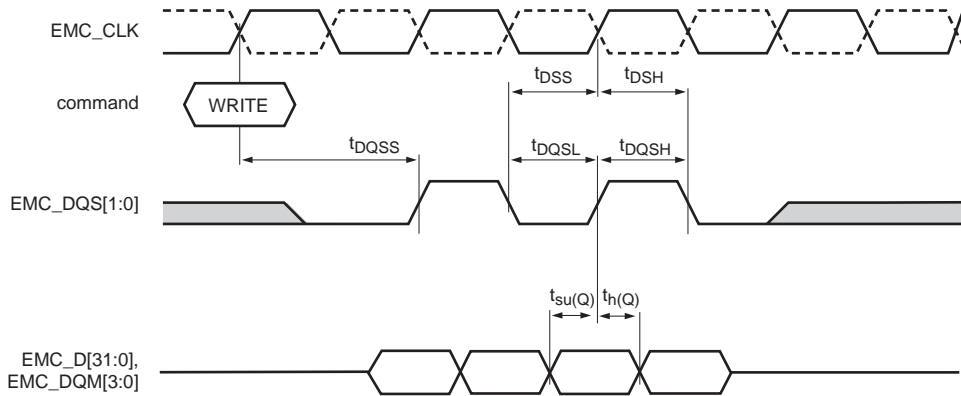 EMC_CLK
tDSS
tDSH
command
WRITE
tDQSS
tDQSL
tDQSH
EMC_DQS[1:0]
tsu(Q)
th(Q)
EMC_D[31:0],
EMC_DQM[3:0]